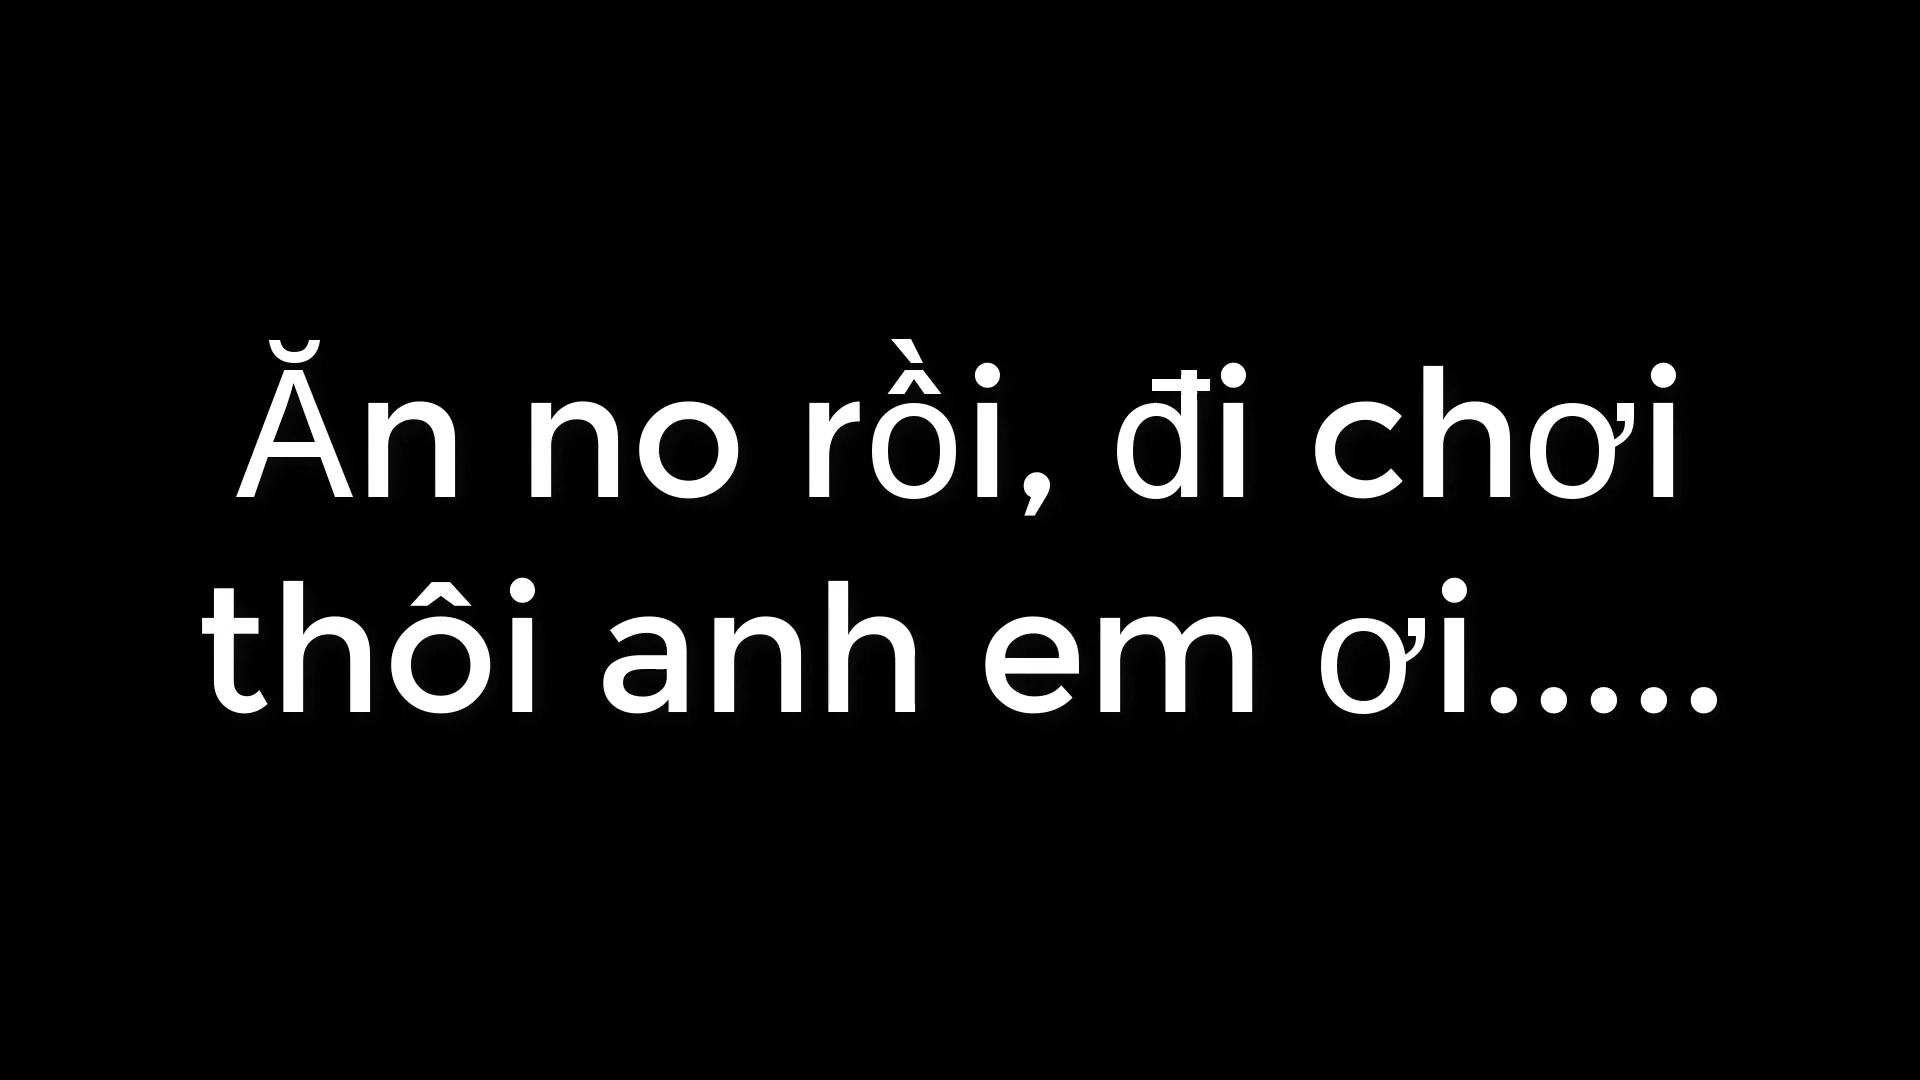 Ăn no rồi, đi chơi
thôi anh em ơi.....